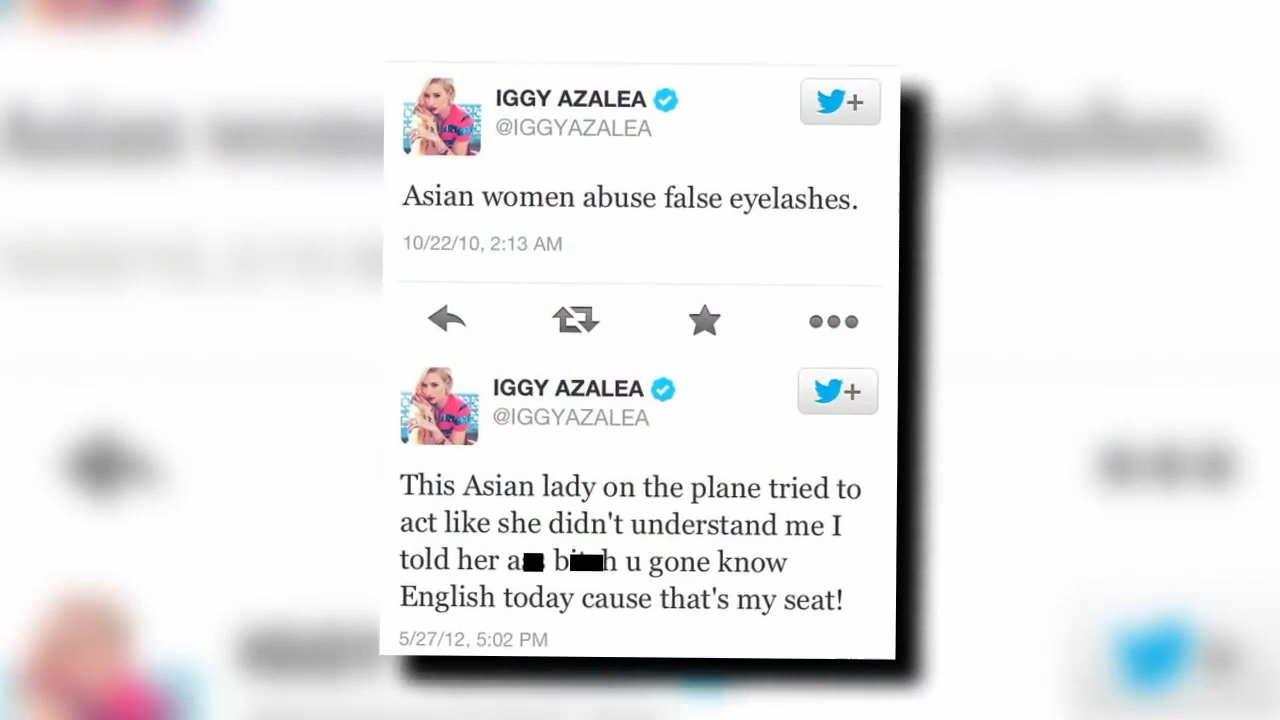 IGGY AZALEA
@IGGYAZALEA
Asian women abuse false eyelashes.
10/22/10, 2:13 AM
IGGY AZALEA
@IGGYAZALEA
This Asian lady on the plane tried to
act like she didn't understand me I
told her a b h u gone know
English today cause that's my seat!
5/27/12, 5:02 PM